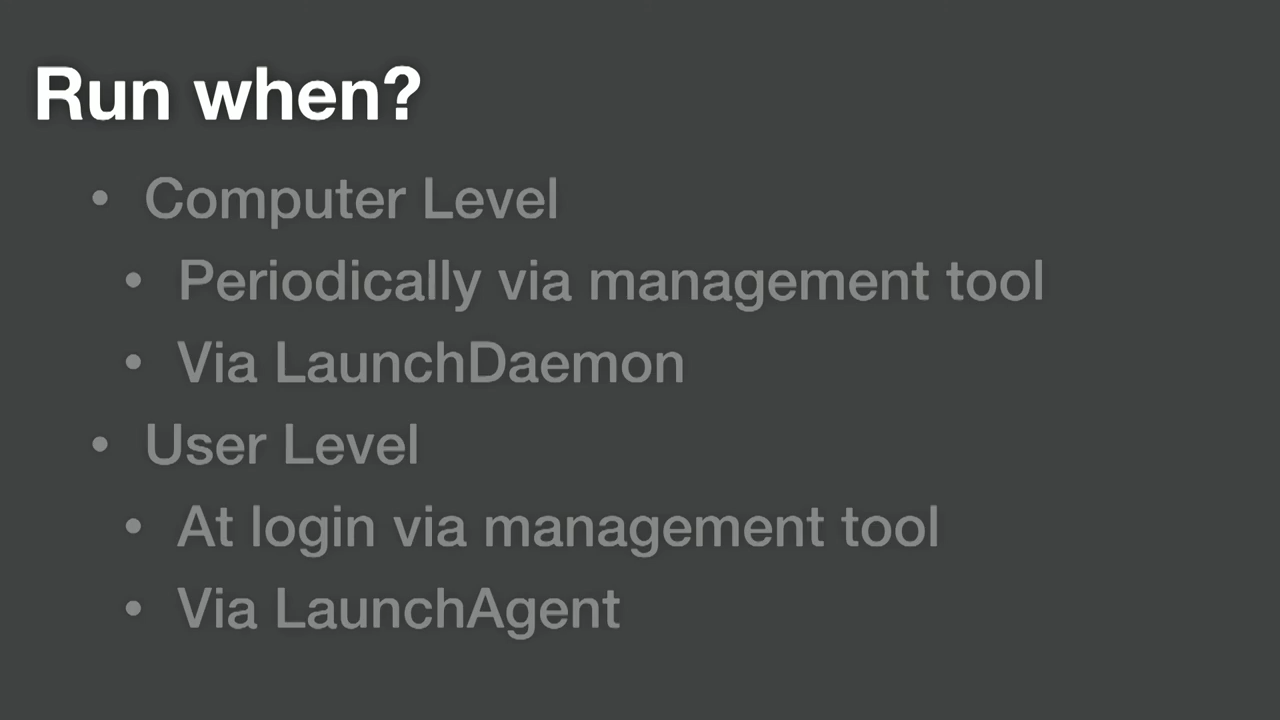 Run when?
• Computer Level
• Periodically via management tool
• Via LaunchDaemon
• User Level
• At login via management tool
• Via LaunchAgent